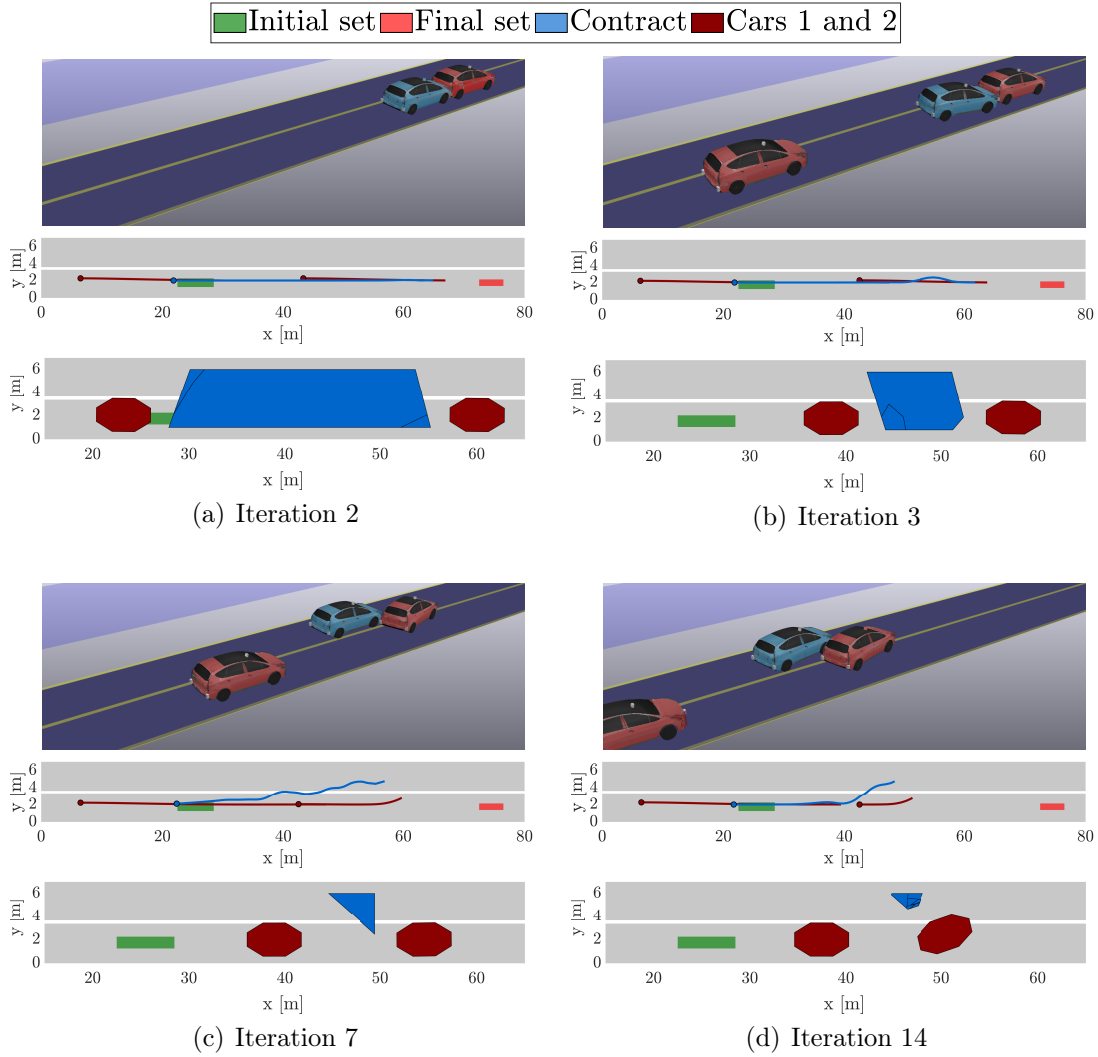 Initial set Final set Contract Cars 1 and 2
y [m]
6
4
2
0
0 20 40 60 80
x [m]
y [m]
6
4
2
0
0 20 40 60 80
x [m]
y [m]
6
4
2
0
20 30 40 50 60
x [m]
y [m]
6
4
2
0
20 30 40 50 60
x [m]
(a) Iteration 2
(b) Iteration 3
y [m]
6
4
2
0
0 20 40 60 80
x [m]
y [m]
6
4
2
0
0 20 40 60 80
x [m]
y [m]
6
4
2
0
20 30 40 50 60
x [m]
y [m]
6
4
2
0
20 30 40 50 60
x [m]
(c) Iteration 7
(d) Iteration 14